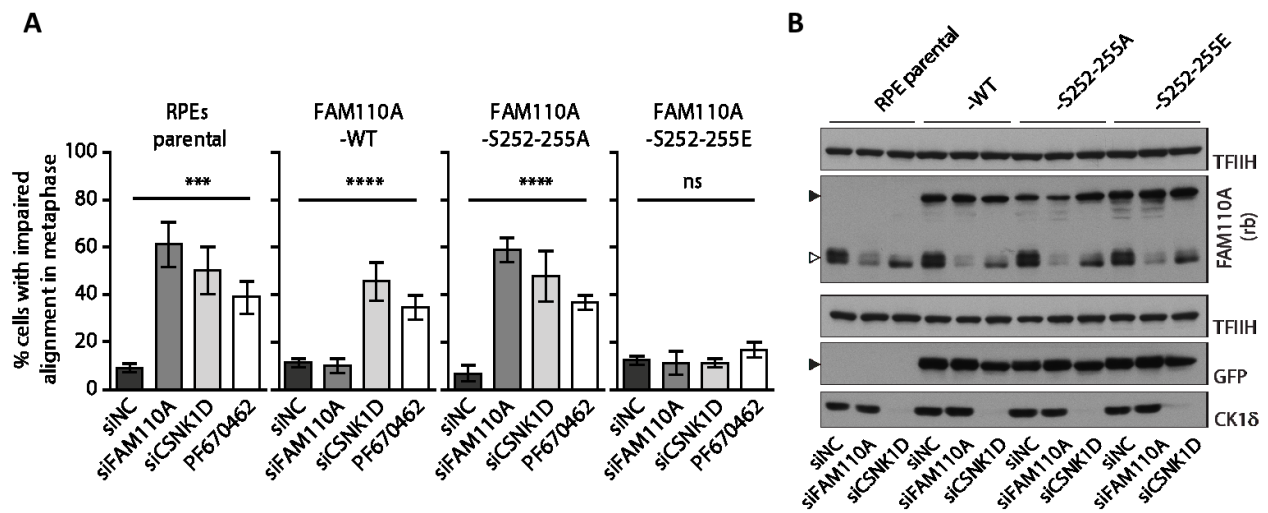 A
RPEs
parental
FAM110A
-WT
FAM110A
-S252-255A
FAM110A
-S252-255E
% cells with impaired
alignment in metaphase
100
80
60
40
20
0
***
****
****
ns
siNC
siFAM110A
siCSNK1D
PF670462
siNC
siFAM110A
siCSNK1D
PF670462
siNC
siFAM110A
siCSNK1D
PF670462
siNC
siFAM110A
siCSNK1D
PF670462
B
RPE parental
-WT
-S252-255A
-S252-255E
TFIIH
FAM110A
(rb)
TFIIH
GFP
CK1δ
siNC
siFAM110A
siCSNK1D
siNC
siFAM110A
siCSNK1D
siNC
siFAM110A
siCSNK1D
siNC
siFAM110A
siCSNK1D